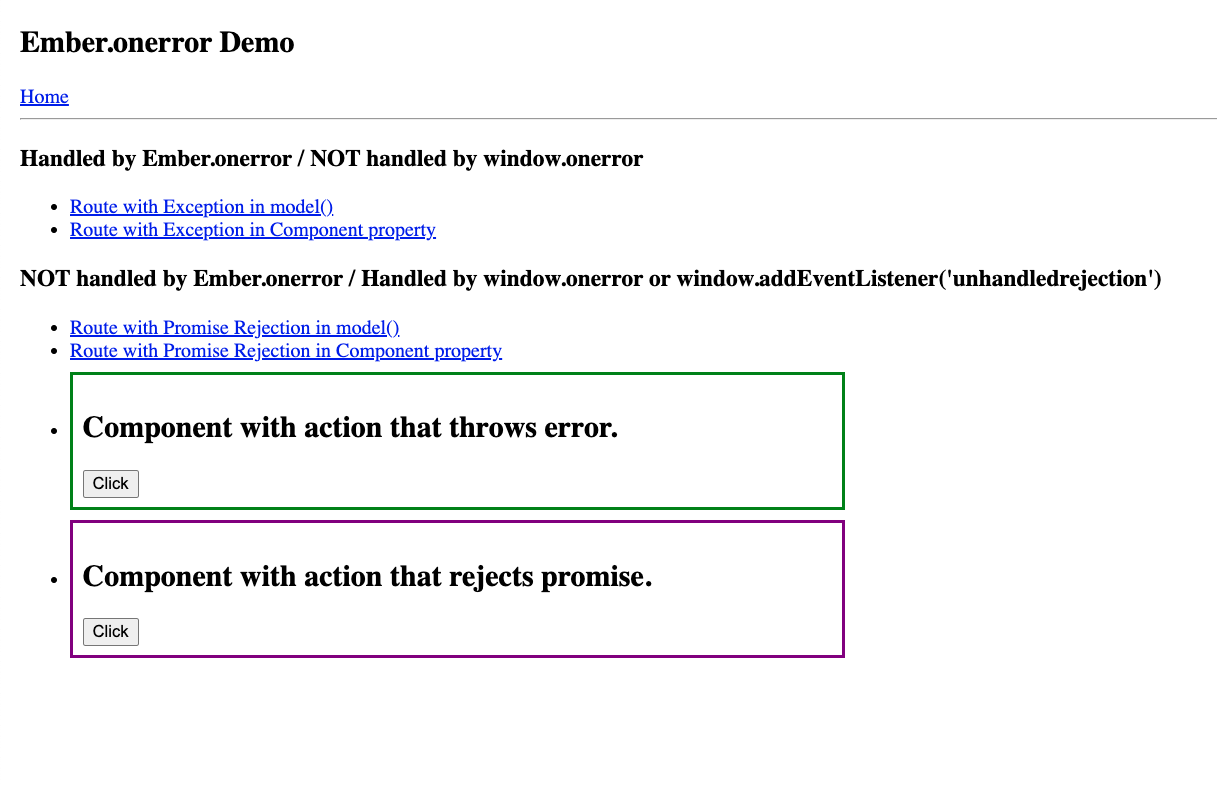 Ember.onerror Demo
Home
Handled by Ember.onerror / NOT handled by window.onerror
Route with Exception in model()
Route with Exception in Component property
NOT handled by Ember.onerror / Handled by window.onerror or window.addEventListener('unhandledrejection')
Route with Promise Rejection in model()
Route with Promise Rejection in Component property
Component with action that throws error.
Click
Component with action that rejects promise.
Click